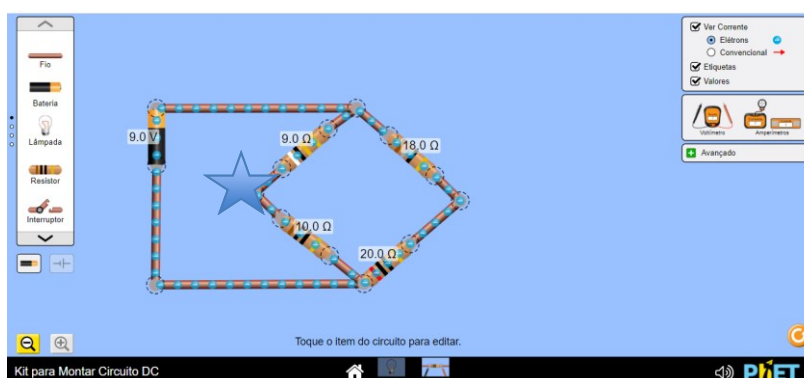 Fio
Bateria
Lâmpada
Resistor
Interruptor
9.0 V
9.0 Ω
18.0 Ω
10.0 Ω
20.0 Ω
Ver Corrente
Elétrons
Convencional
Etiquetas
Valores
Voltímetro
Amperímetros
Avançado
Toque o item do circuito para editar.
Kit para Montar Circuito DC
PhET